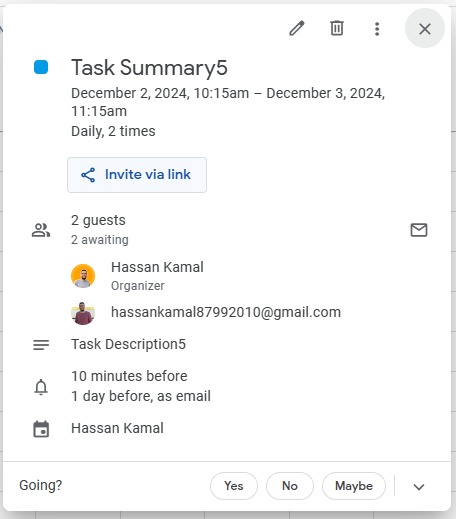 Task Summary5
December 2, 2024, 10:15am – December 3, 2024,
11:15am
Daily, 2 times
Invite via link
2 guests
2 awaiting
Hassan Kamal
Organizer
hassankamal87992010@gmail.com
Task Description5
10 minutes before
1 day before, as email
Hassan Kamal
Going?
Yes
No
Maybe